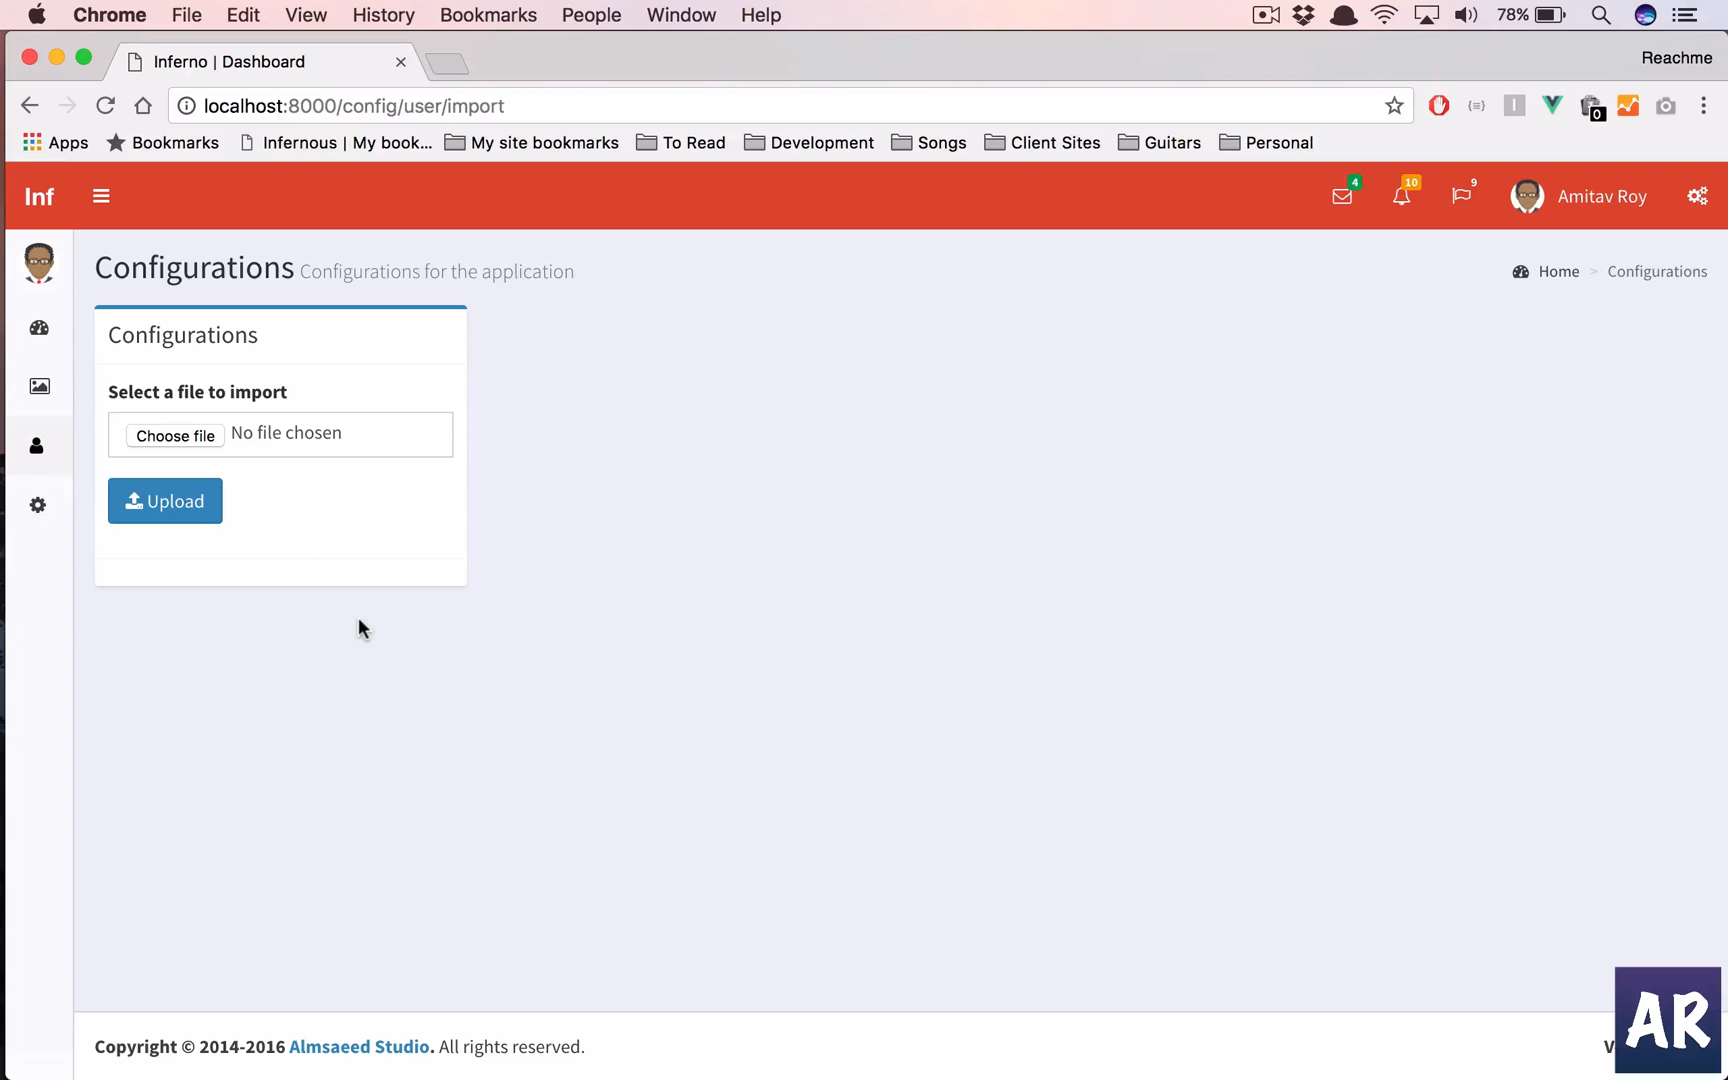 Chrome File Edit View History Bookmarks People Window Help 78%
Inferno | Dashboard Reachme
localhost:8000/config/user/import 0
Apps Bookmarks Infernous | My book... My site bookmarks To Read Development Songs Client Sites Guitars Personal
Inf 4 10 9 Amitav Roy
Configurations Configurations for the application Home > Configurations
Configurations
Select a file to import
Choose file No file chosen
Upload
Copyright © 2014-2016 Almsaeed Studio. All rights reserved.
AR